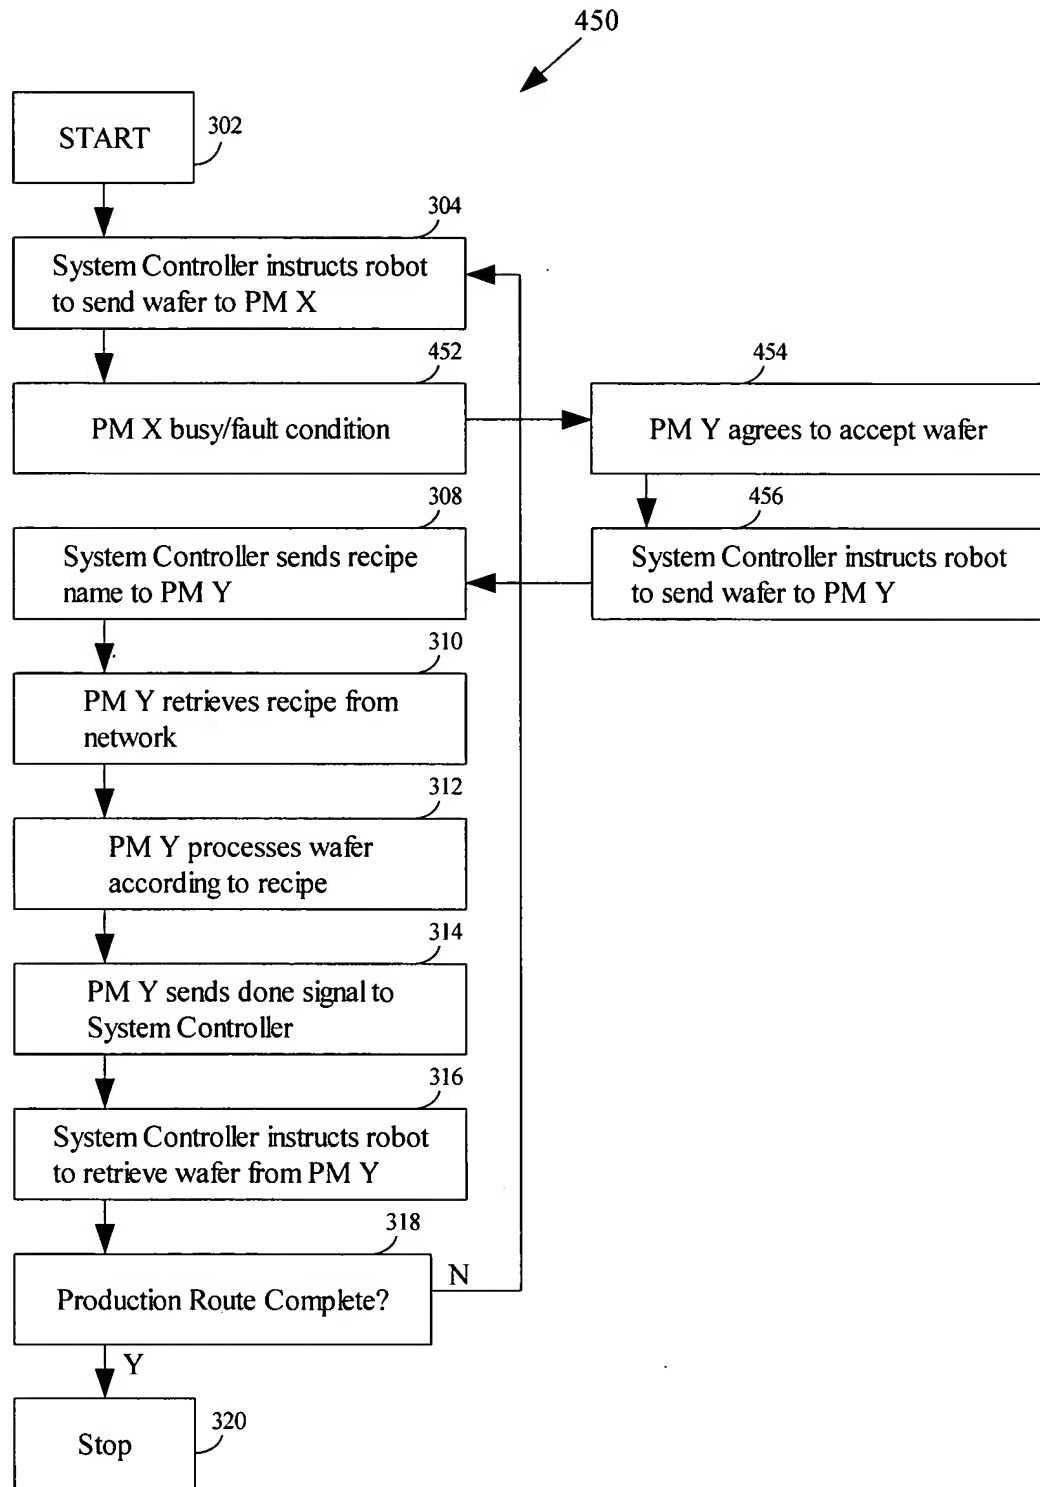 450
START
302
304
System Controller instructs robot
to send wafer to PM X
452
PM X busy/fault condition
454
PM Y agrees to accept wafer
308
System Controller sends recipe
name to PM Y
456
System Controller instructs robot
to send wafer to PM Y
310
PM Y retrieves recipe from
network
312
PM Y processes wafer
according to recipe
314
PM Y sends done signal to
System Controller
316
System Controller instructs robot
to retrieve wafer from PM Y
318
Production Route Complete?
N
Y
Stop
320